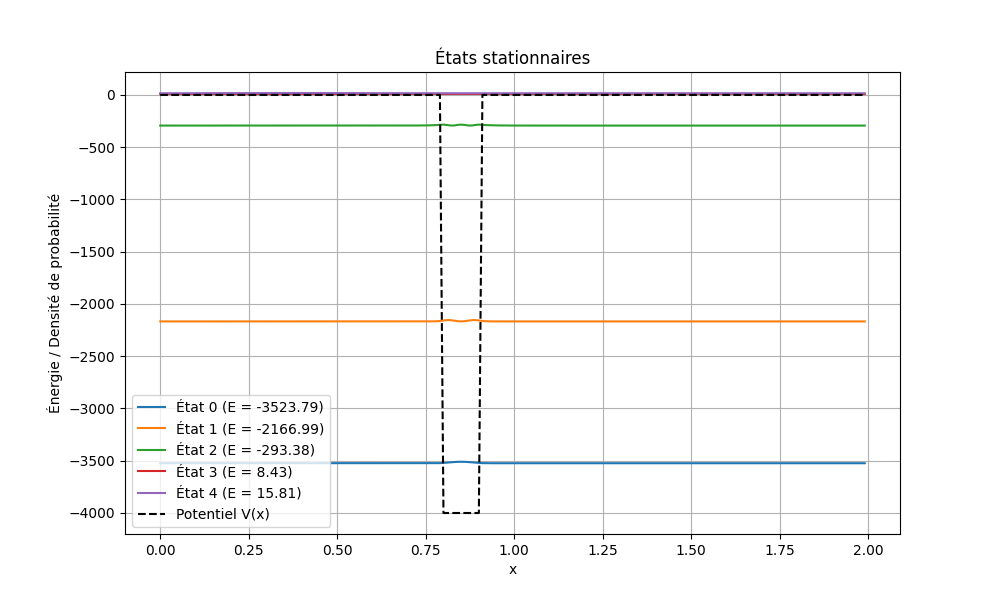 États stationnaires
Énergie / Densité de probabilité
0
−500
−1000
−1500
−2000
−2500
−3000
−3500
−4000
État 0 (E = -3523.79)
État 1 (E = -2166.99)
État 2 (E = -293.38)
État 3 (E = 8.43)
État 4 (E = 15.81)
Potentiel V(x)
0.00 0.25 0.50 0.75 1.00 1.25 1.50 1.75 2.00
x